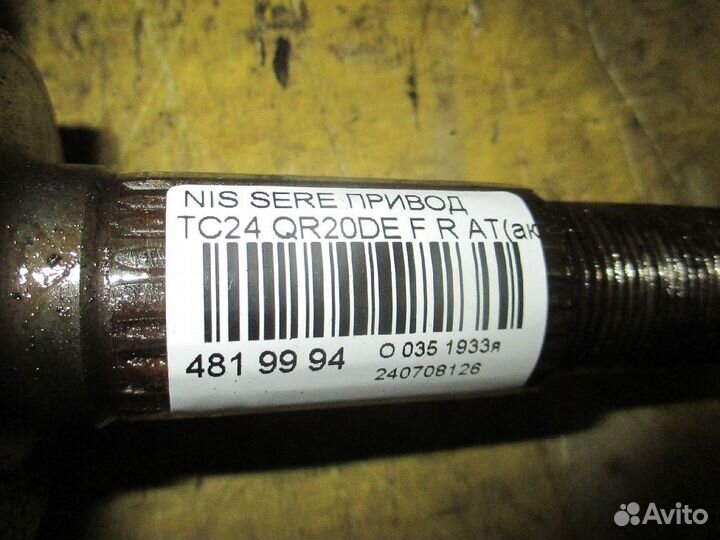 NIS SERE ПРИВОД
TC24 QR20DE F R AT(ак
481 99 94
O 035 1933я
240708126
Avito